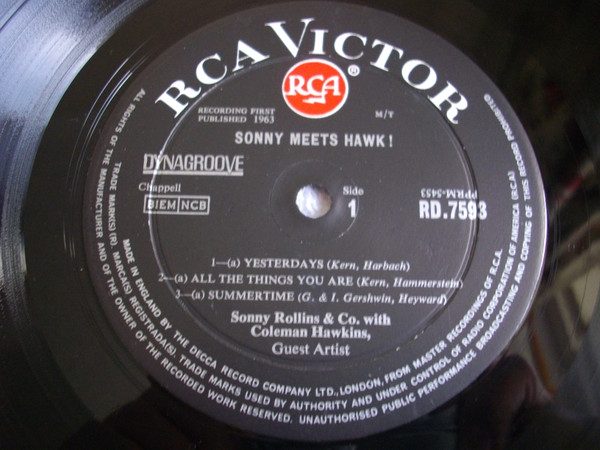 RCA VICTOR
RCA ®
RECORDING FIRST
PUBLISHED 1963
M/T
SONNY MEETS HAWK!
DYNAGROOVE
Chappell
BIEM NCB
Side
1
PPRM-5453
RD.7593
1—(a) YESTERDAYS (Kern, Harbach)
2—(a) ALL THE THINGS YOU ARE (Kern, Hammerstein)
3—(a) SUMMERTIME (G. & I. Gershwin, Heyward)
Sonny Rollins & Co. with
Coleman Hawkins,
Guest Artist
MADE IN ENGLAND BY THE DECCA RECORD COMPANY LTD., LONDON, FROM MASTER RECORDINGS OF R.C.A.
TRADE MARK(S) (R). MARCA(S) REGISTRADA(S). TRADE MARKS USED BY AUTHORITY AND UNDER CONTROL OF RADIO CORPORATION OF AMERICA (R.C.A.)
ALL RIGHTS OF THE MANUFACTURER AND OF THE OWNER OF THE RECORDED WORK RESERVED. UNAUTHORISED PUBLIC PERFORMANCE BROADCASTING AND COPYING OF THIS RECORD PROHIBITED